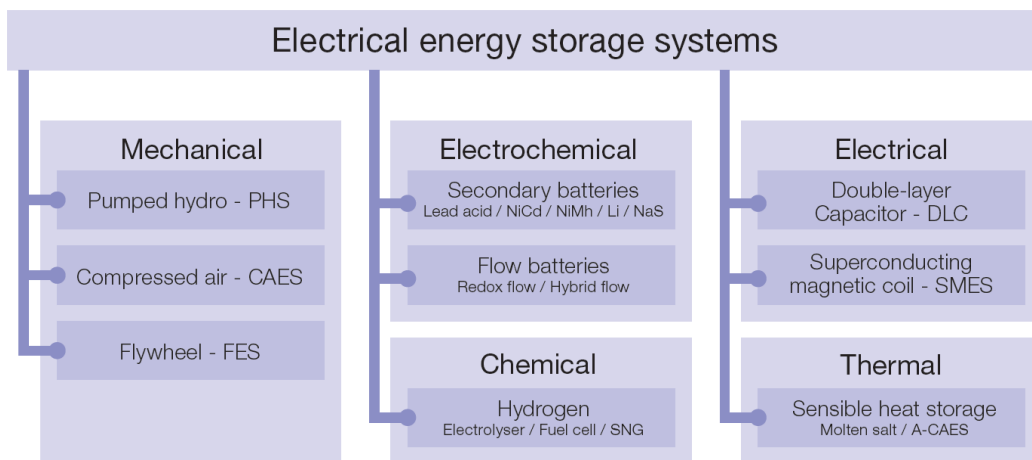 Electrical energy storage systems
Mechanical
Pumped hydro - PHS
Compressed air - CAES
Flywheel - FES
Electrochemical
Secondary batteries
Lead acid / NiCd / NiMh / Li / NaS
Flow batteries
Redox flow / Hybrid flow
Chemical
Hydrogen
Electrolyser / Fuel cell / SNG
Electrical
Double-layer
Capacitor - DLC
Superconducting
magnetic coil - SMES
Thermal
Sensible heat storage
Molten salt / A-CAES